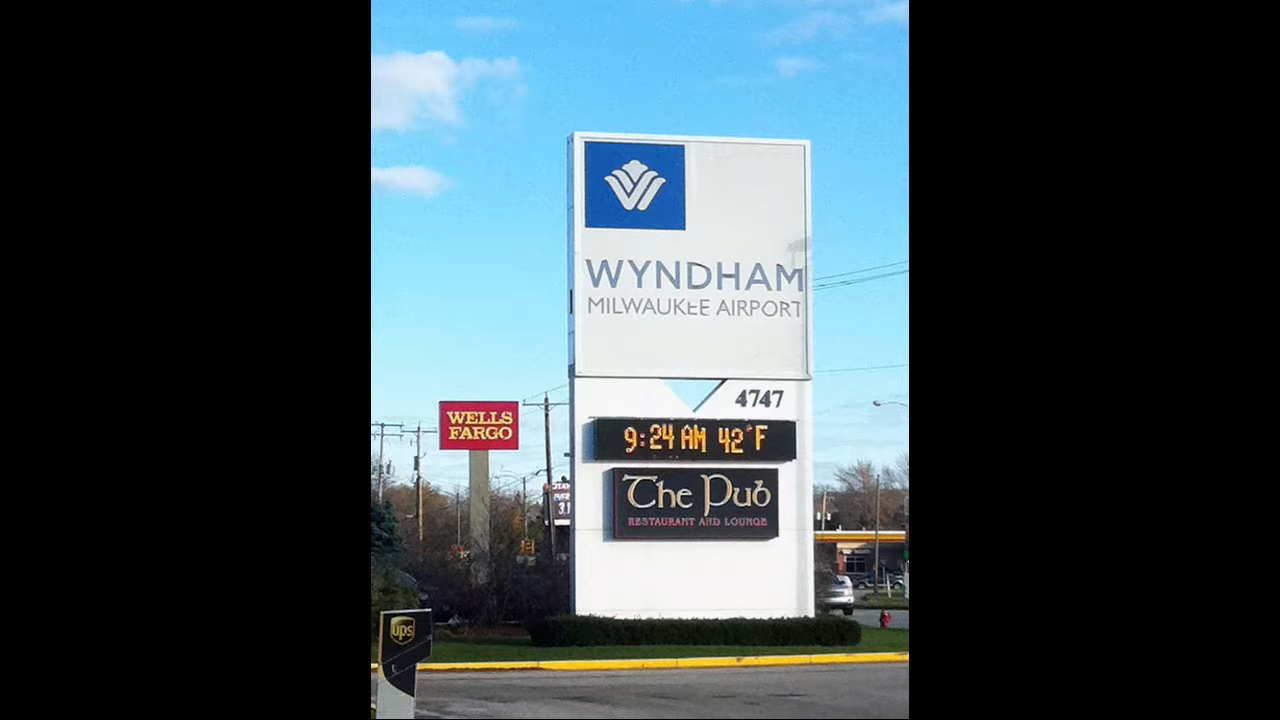 WYNDHAM
MILWAUKEE AIRPORT
4747
WELLS
FARGO
9:24 AM 42°F
The Pub
RESTAURANT AND LOUNGE
ups